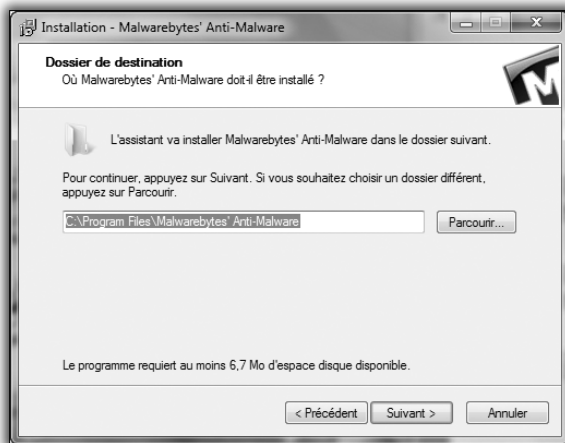 Installation - Malwarebytes' Anti-Malware
Dossier de destination
Où Malwarebytes' Anti-Malware doit-il être installé ?
L'assistant va installer Malwarebytes' Anti-Malware dans le dossier suivant.
Pour continuer, appuyez sur Suivant. Si vous souhaitez choisir un dossier différent,
appuyez sur Parcourir.
C:\Program Files\Malwarebytes' Anti-Malware
Parcourir...
Le programme requiert au moins 6,7 Mo d'espace disque disponible.
< Précédent
Suivant >
Annuler